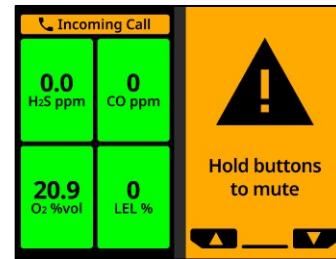 Incoming Call
0.0
H2S ppm
0
CO ppm
20.9
O2 %vol
0
LEL %
!
Hold buttons
to mute